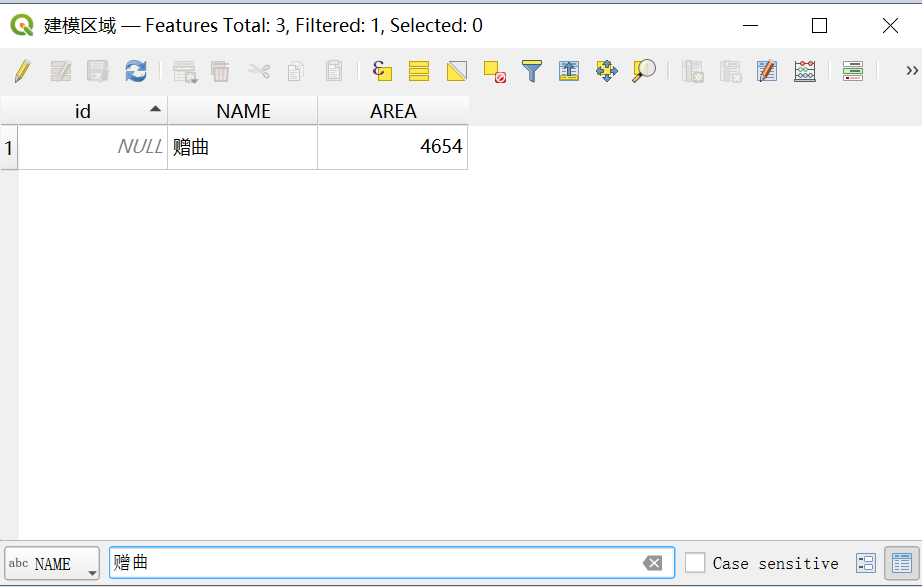 建模区域 — Features Total: 3, Filtered: 1, Selected: 0
id NAME AREA
1 NULL 赠曲 4654
abc NAME 赠曲 Case sensitive